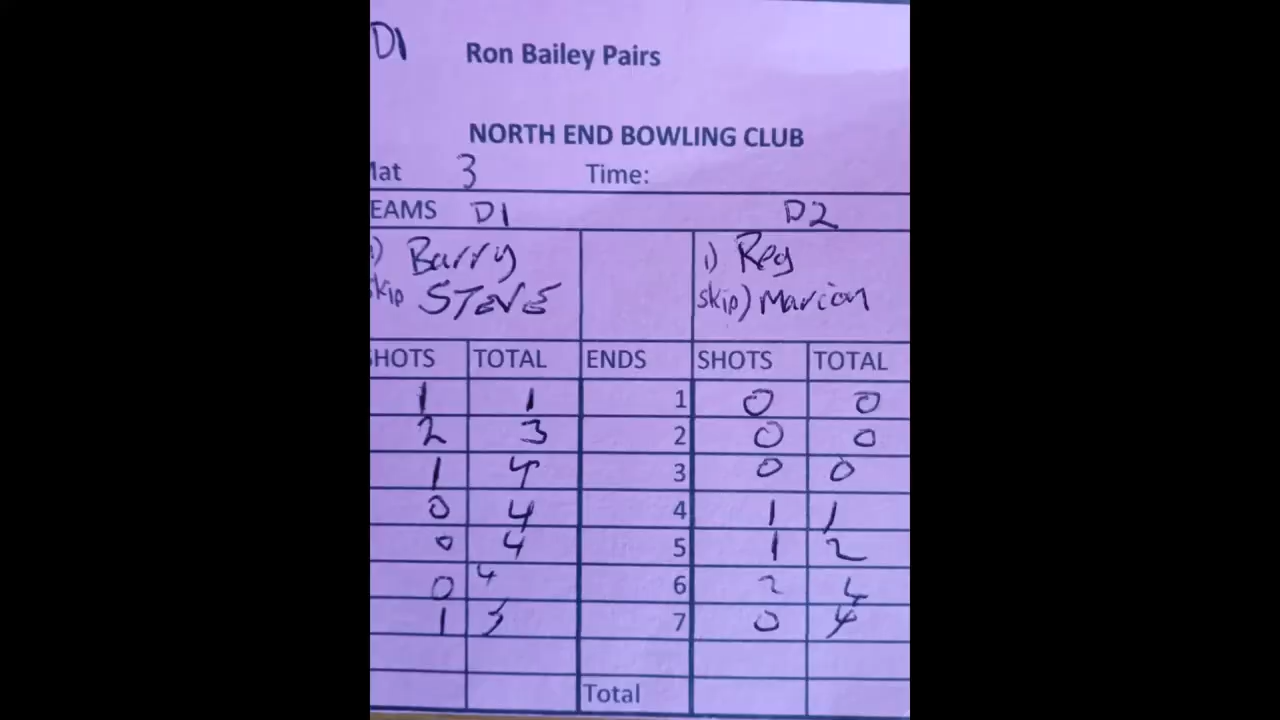 D1 Ron Bailey Pairs
NORTH END BOWLING CLUB
Mat 3 Time:
EAMS D1 D2
Barry 1) Reg
skip STEVE skip) Marion
SHOTS TOTAL ENDS SHOTS TOTAL
1 1 1 0 0
2 3 2 0 0
1 4 3 0 0
0 4 4 1 1
0 4 5 1 2
0 4 6 2 4
1 5 7 0 4
Total